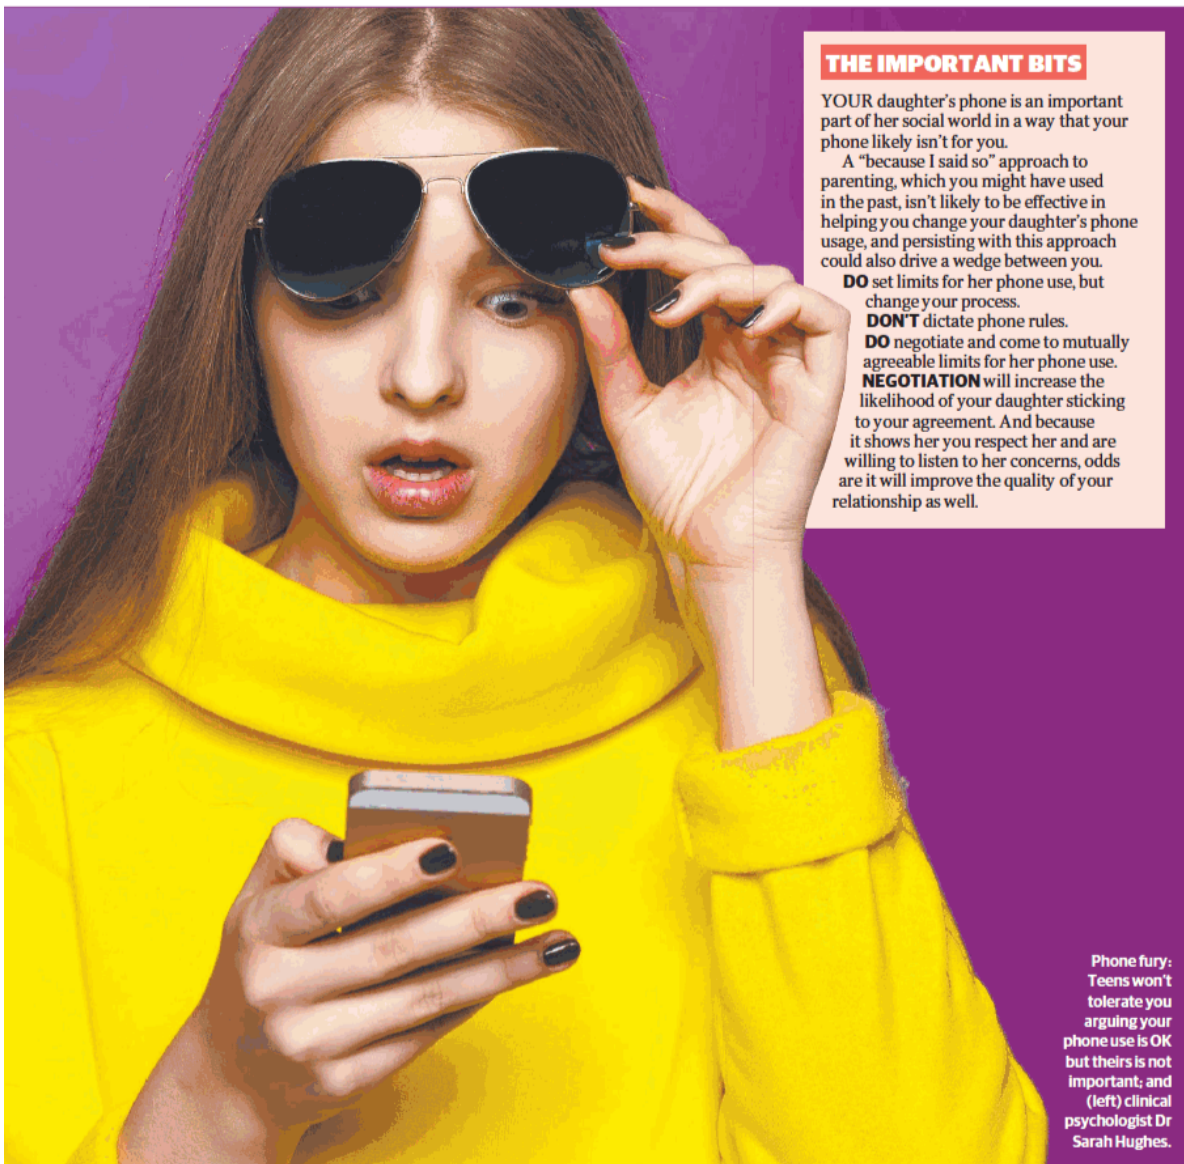 THE IMPORTANT BITS
YOUR daughter's phone is an important
part of her social world in a way that your
phone likely isn't for you.
A “because I said so” approach to
parenting, which you might have used
in the past, isn't likely to be effective in
helping you change your daughter's phone
usage, and persisting with this approach
could also drive a wedge between you.
DO set limits for her phone use, but
change your process.
DON'T dictate phone rules.
DO negotiate and come to mutually
agreeable limits for her phone use.
NEGOTIATION will increase the
likelihood of your daughter sticking
to your agreement. And because
it shows her you respect her and are
willing to listen to her concerns, odds
are it will improve the quality of your
relationship as well.
Phone fury:
Teens won't
tolerate you
arguing your
phone use is OK
but theirs is not
important; and
(left) clinical
psychologist Dr
Sarah Hughes.